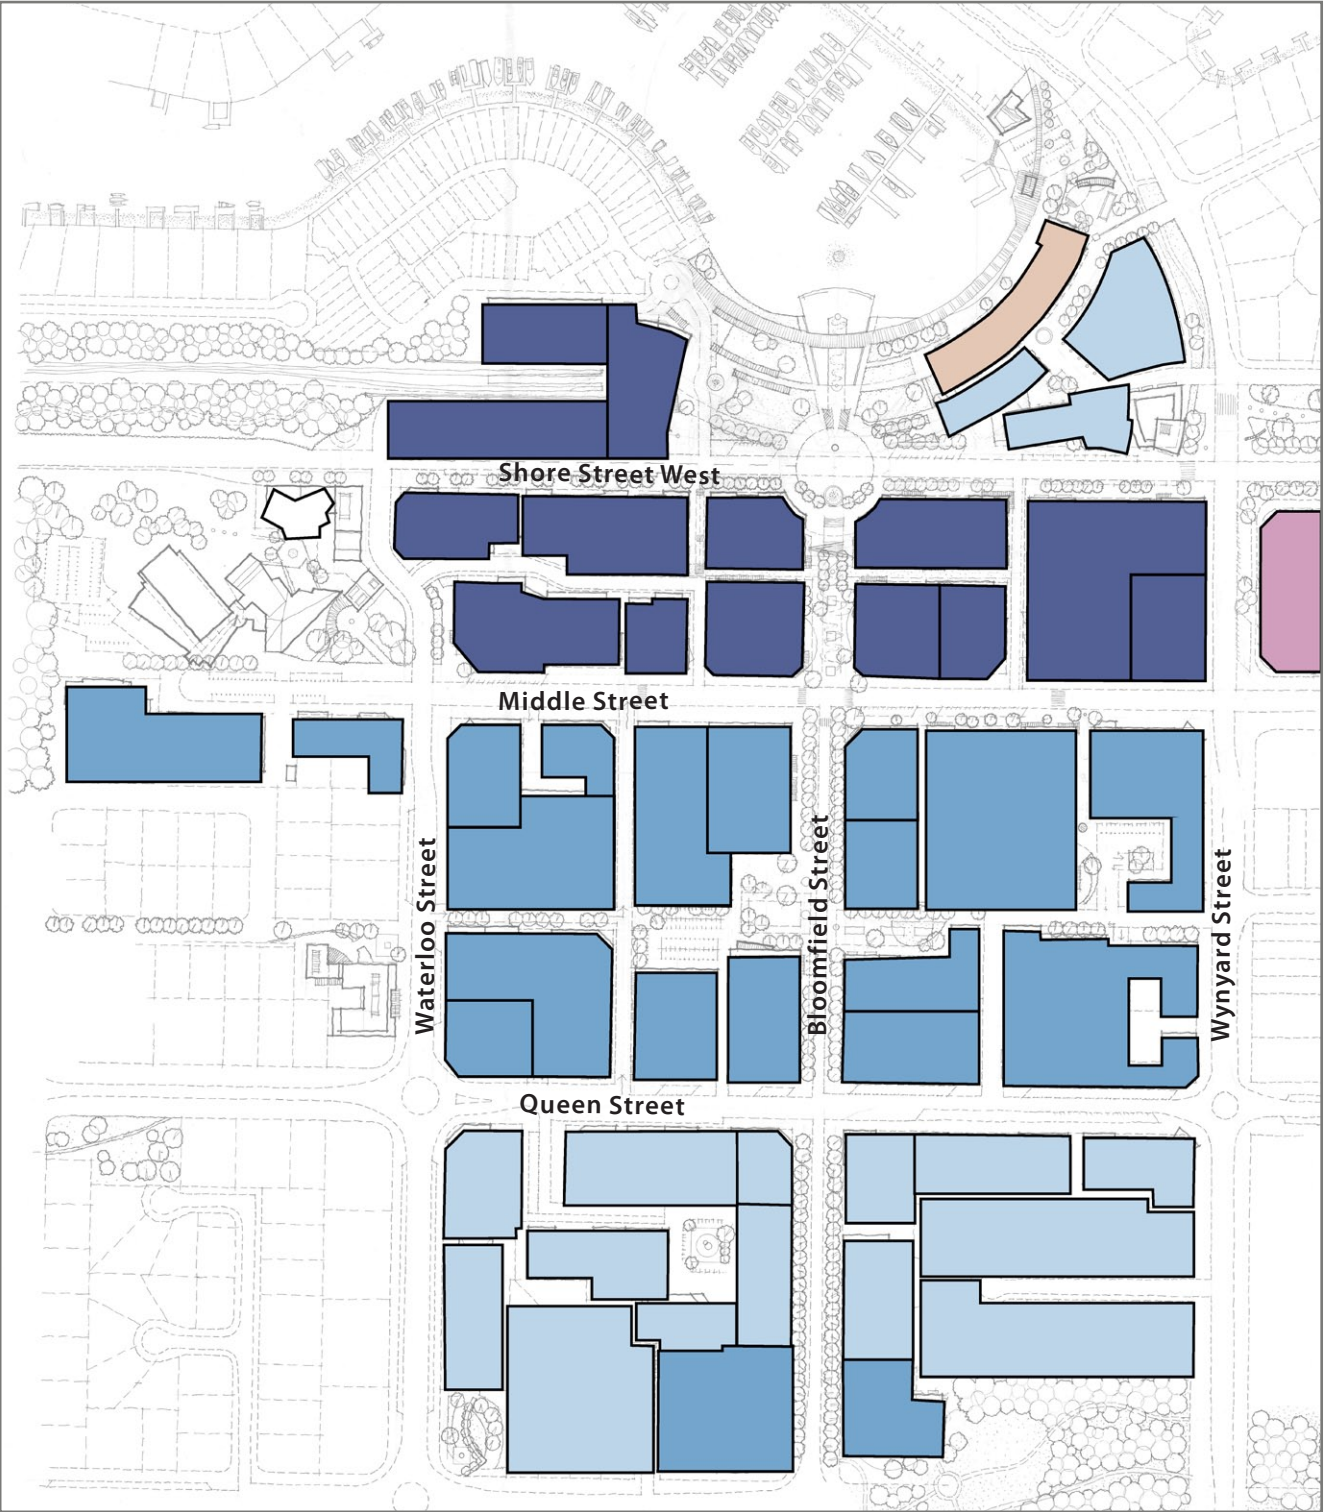 Shore Street West
Middle Street
Waterloo Street
Bloomfield Street
Wynyard Street
Queen Street